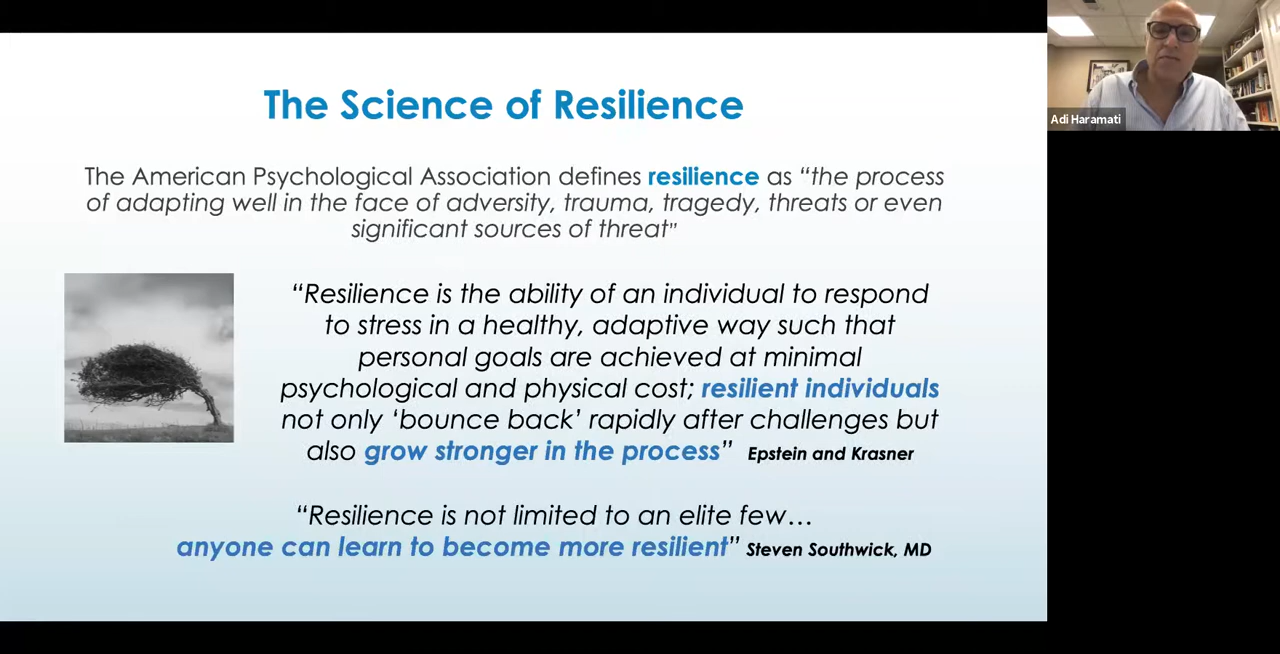 The Science of Resilience
The American Psychological Association defines resilience as “the process
of adapting well in the face of adversity, trauma, tragedy, threats or even
significant sources of threat”
“Resilience is the ability of an individual to respond
to stress in a healthy, adaptive way such that
personal goals are achieved at minimal
psychological and physical cost; resilient individuals
not only ‘bounce back’ rapidly after challenges but
also grow stronger in the process” Epstein and Krasner
“Resilience is not limited to an elite few…
anyone can learn to become more resilient” Steven Southwick, MD
Adi Haramati